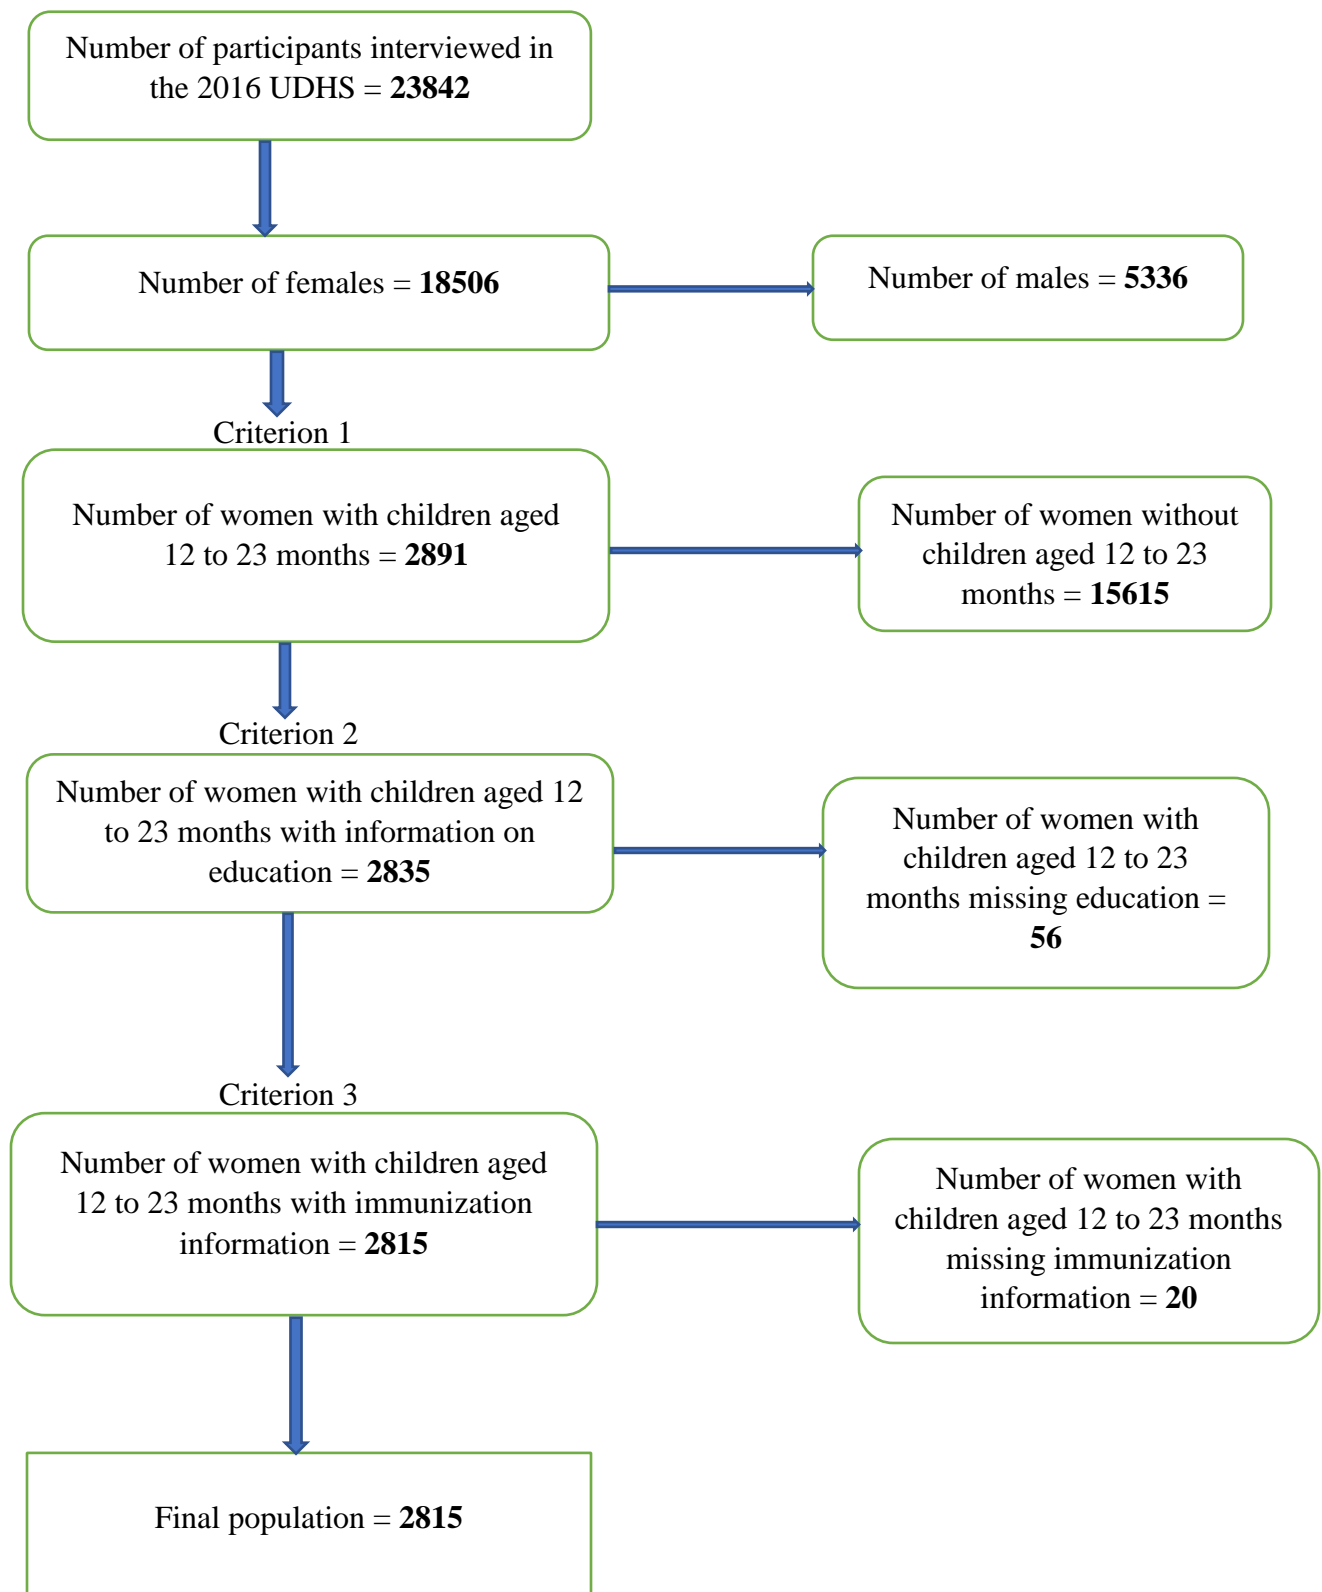 Number of participants interviewed in
the 2016 UDHS = 23842
Number of females = 18506
Number of males = 5336
Criterion 1
Number of women with children aged
12 to 23 months = 2891
Number of women without
children aged 12 to 23
months = 15615
Criterion 2
Number of women with children aged 12
to 23 months with information on
education = 2835
Number of women with
children aged 12 to 23
months missing education =
56
Criterion 3
Number of women with children aged
12 to 23 months with immunization
information = 2815
Number of women with
children aged 12 to 23 months
missing immunization
information = 20
Final population = 2815